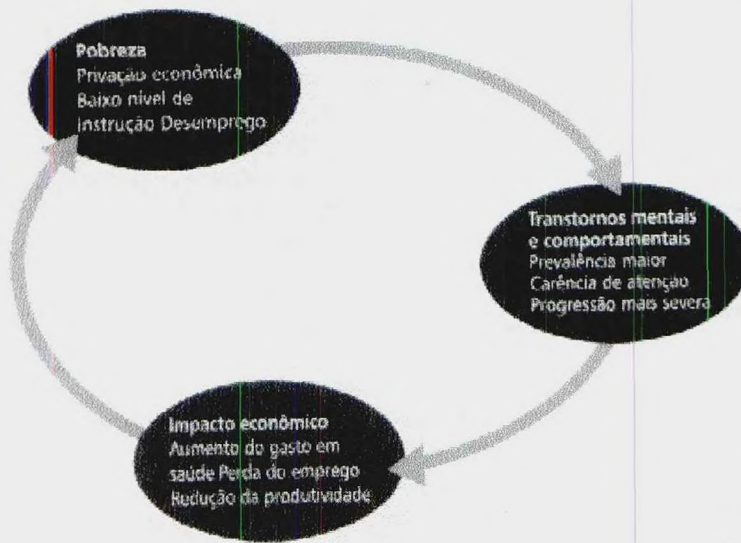 Pobreza
Privação econômica
Baixo nível de
Instrução Desemprego
Transtornos mentais
e comportamentais
Prevalência maior
Carência de atenção
Progressão mais severa
Impacto econômico
Aumento do gasto em
saúde Perda do emprego
Redução da produtividade